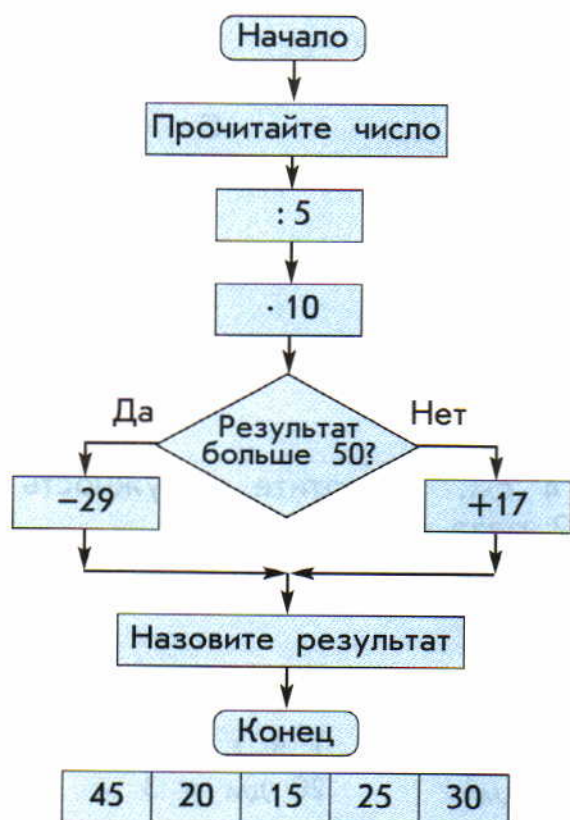 Начало
Прочитайте число
: 5
· 10
Да
Нет
Результат
больше 50?
−29
+17
Назовите результат
Конец
45 20 15 25 30